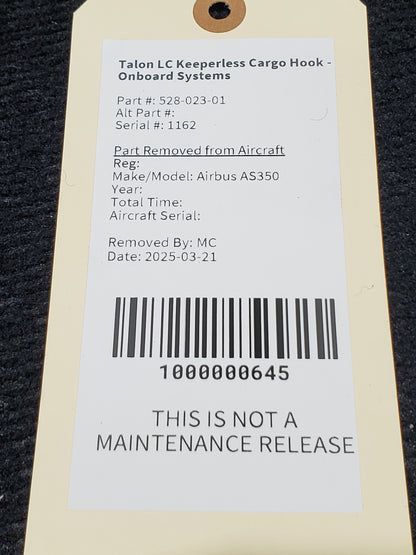 Talon LC Keeperless Cargo Hook -
Onboard Systems
Part #: 528-023-01
Alt Part #:
Serial #: 1162
Part Removed from Aircraft
Reg:
Make/Model: Airbus AS350
Year:
Total Time:
Aircraft Serial:
Removed By: MC
Date: 2025-03-21
1000000645
THIS IS NOT A
MAINTENANCE RELEASE